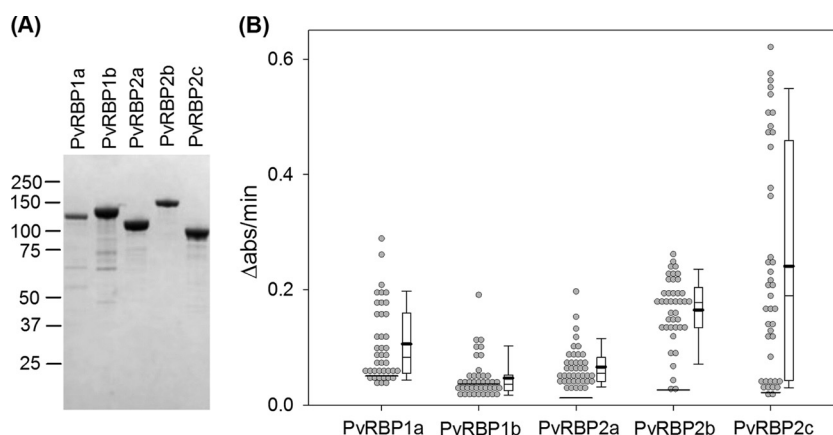 (A)
PvRBP1a
PvRBP1b
PvRBP2a
PvRBP2b
PvRBP2c
250
150
100
75
50
37
25
(B)
Δabs/min
0.6
0.4
0.2
0.0
PvRBP1a
PvRBP1b
PvRBP2a
PvRBP2b
PvRBP2c